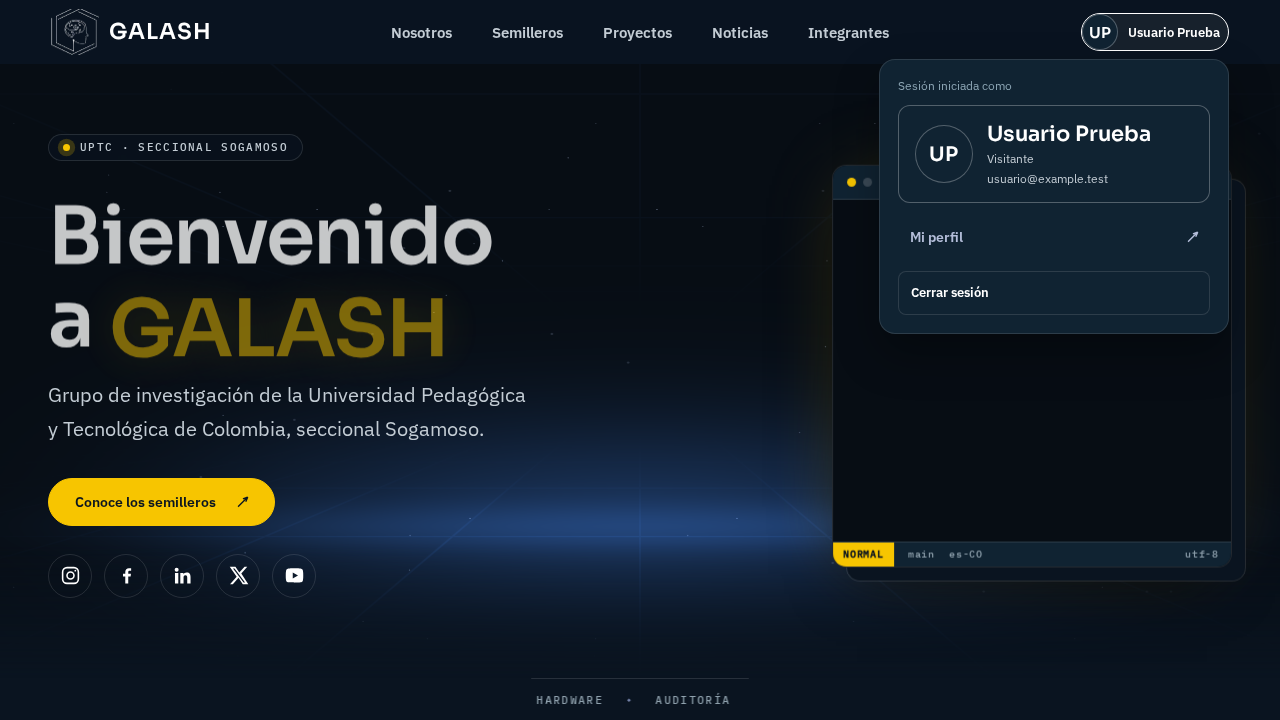 GALASH
Nosotros
Semilleros
Proyectos
Noticias
Integrantes
UP
Usuario Prueba
Sesión iniciada como
UP
Usuario Prueba
Visitante
usuario@example.test
Mi perfil
Cerrar sesión
UPTC · SECCIONAL SOGAMOSO
Bienvenido
a GALASH
Grupo de investigación de la Universidad Pedagógica
y Tecnológica de Colombia, seccional Sogamoso.
Conoce los semilleros
NORMAL main es-CO utf-8
HARDWARE • AUDITORÍA